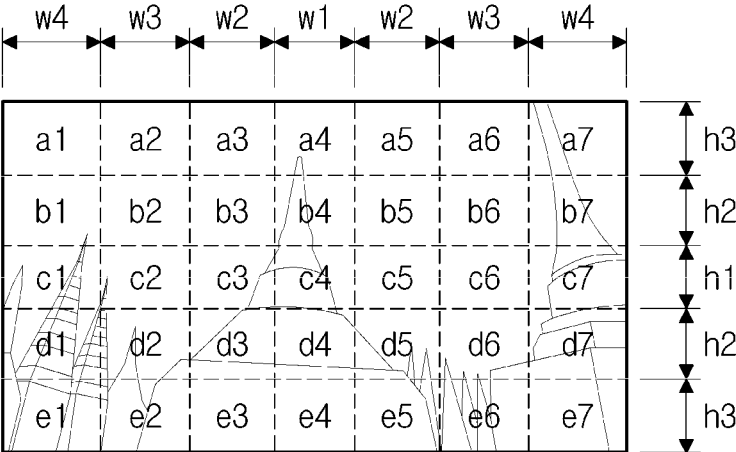 w4 w3 w2 w1 w2 w3 w4
a1 a2 a3 a4 a5 a6 a7 h3
b1 b2 b3 b4 b5 b6 b7 h2
c1 c2 c3 c4 c5 c6 c7 h1
d1 d2 d3 d4 d5 d6 d7 h2
e1 e2 e3 e4 e5 e6 e7 h3